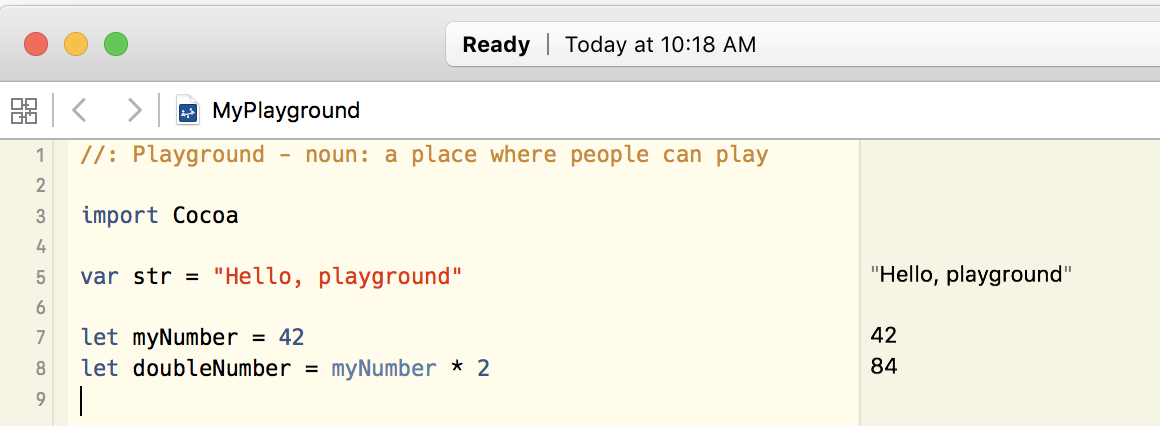 Ready | Today at 10:18 AM
MyPlayground
1 //: Playground - noun: a place where people can play
2
3 import Cocoa
4
5 var str = "Hello, playground" "Hello, playground"
6
7 let myNumber = 42 42
8 let doubleNumber = myNumber * 2 84
9